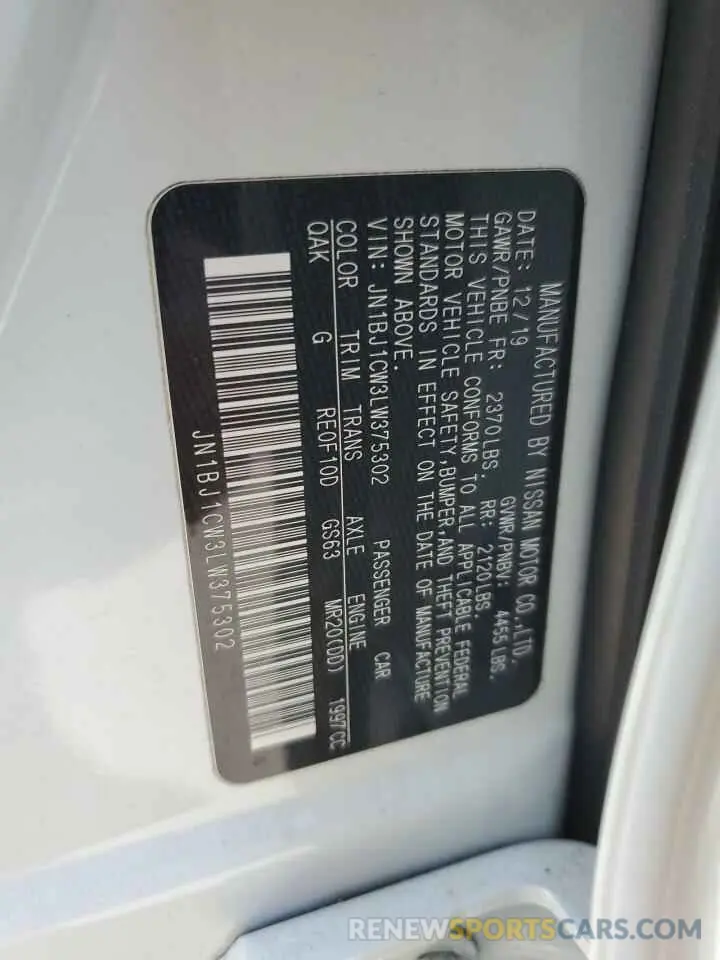 MANUFACTURED BY NISSAN MOTOR CO.,LTD.
DATE: 12/19 GVWR/PNBV: 4455 LBS.
GAWR/PNBE FR: 2370LBS. RR: 2120LBS.
THIS VEHICLE CONFORMS TO ALL APPLICABLE FEDERAL
MOTOR VEHICLE SAFETY,BUMPER,AND THEFT PREVENTION
STANDARDS IN EFFECT ON THE DATE OF MANUFACTURE
SHOWN ABOVE.
VIN: JN1BJ1CW3LW375302 PASSENGER CAR
COLOR TRIM TRANS AXLE ENGINE
QAK G RE0F10D GS63 MR20(DD) 1997CC
JN1BJ1CW3LW375302
RENEWSPORTSCARS.COM